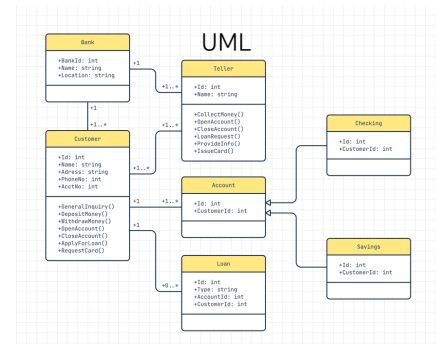 UML
Bank
+BankId: int
+Name: string
+Location: string
+1
+1..*
+1
+1..*
Teller
+Id: int
+Name: string
+CollectMoney()
+OpenAccount()
+CloseAccount()
+LoanRequest()
+ProvideInfo()
+IssueCard()
Customer
+Id: int
+Name: string
+Adress: string
+PhoneNo: int
+AcctNo: int
+GeneralInquiry()
+DepositMoney()
+WithdrawMoney()
+OpenAccount()
+CloseAccount()
+ApplyForLoan()
+RequestCard()
+1
+1..*
+1
+1..*
+1
+0..*
Account
+Id: int
+CustomerId: int
Loan
+Id: int
+Type: string
+AccountId: int
+CustomerId: int
Checking
+Id: int
+CustomerId: int
Savings
+Id: int
+CustomerId: int